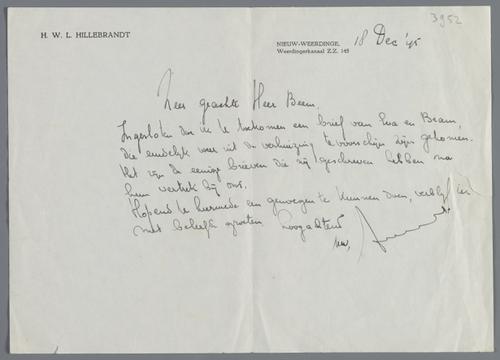 3952
H. W. L. HILLEBRANDT
NIEUW-WEERDINGE, 18 Dec '45
Weerdingerkanaal Z.Z. 145
Zeer geachte Heer Beem,
Ingesloten doe ik U toekomen een brief van Eva en Bram,
die eindelijk weer uit de verhuizing te voorschijn zijn gekomen.
Het zijn de eenige brieven die zij geschreven hebben na
hun vertrek bij ons.
Hopend U hiermede een genoegen te kunnen doen, verblijf ik
met beleefde groeten, Hoogachtend